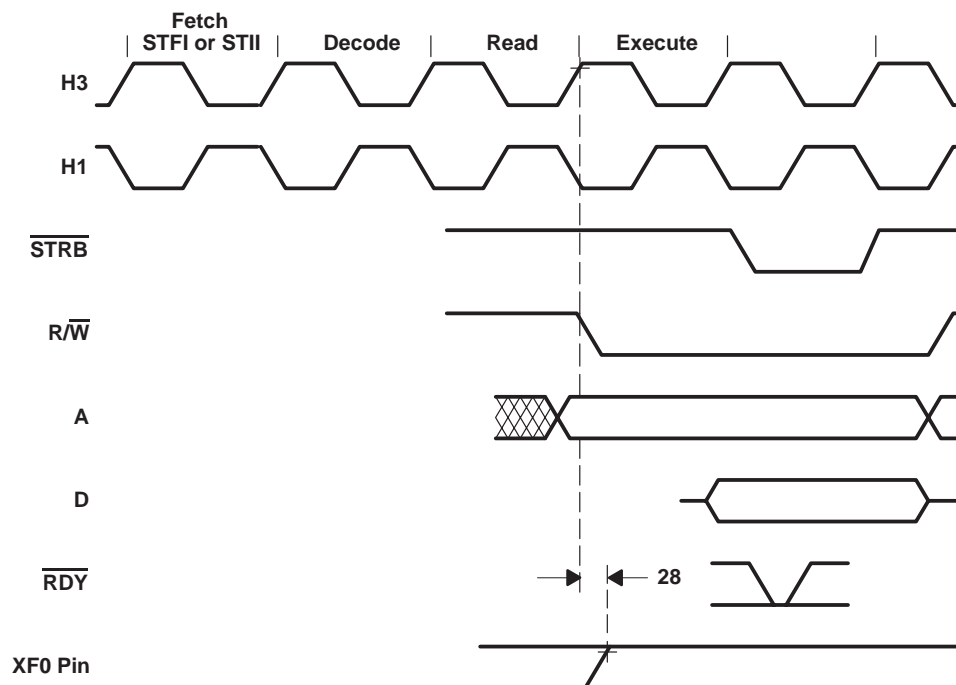 Fetch
STFI or STII
Decode
Read
Execute
H3
H1
STRB
R/W
A
D
RDY
28
XF0 Pin